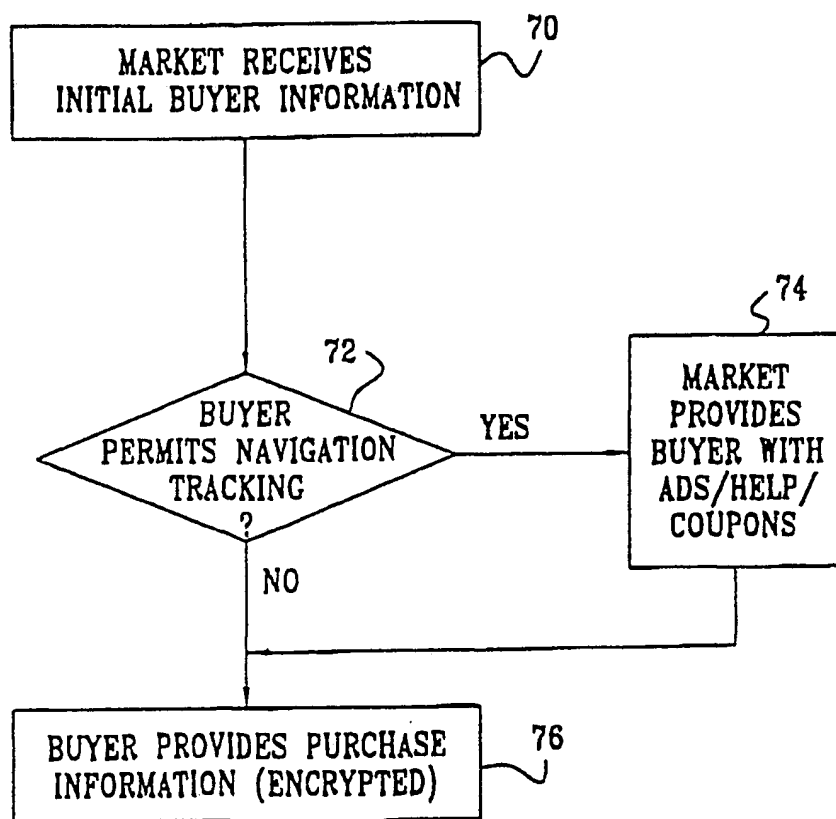 70
MARKET RECEIVES
INITIAL BUYER INFORMATION
72
BUYER
PERMITS NAVIGATION
TRACKING
?
YES
74
MARKET
PROVIDES
BUYER WITH
ADS/HELP/
COUPONS
NO
76
BUYER PROVIDES PURCHASE
INFORMATION (ENCRYPTED)